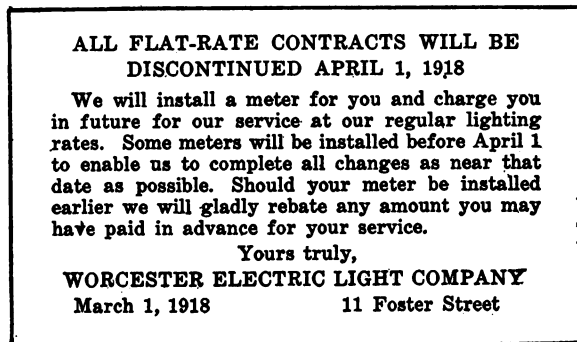 ALL FLAT-RATE CONTRACTS WILL BE
DISCONTINUED APRIL 1, 1918
We will install a meter for you and charge you
in future for our service at our regular lighting
rates. Some meters will be installed before April 1
to enable us to complete all changes as near that
date as possible. Should your meter be installed
earlier we will gladly rebate any amount you may
have paid in advance for your service.
Yours truly,
WORCESTER ELECTRIC LIGHT COMPANY
March 1, 1918 11 Foster Street